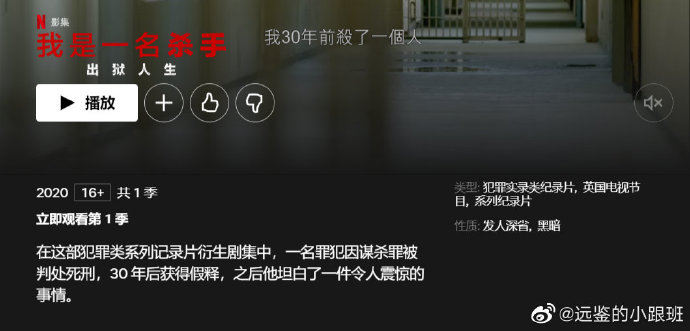 N 影集
我是一名杀手
出獄人生
我30年前殺了一個人
播放
2020 16+ 共 1 季
立即观看第 1 季
在这部犯罪类系列记录片衍生剧集中，一名罪犯因谋杀罪被
判处死刑，30 年后获得假释，之后他坦白了一件令人震惊的
事情。
类型: 犯罪实录类纪录片, 英国电视节
目, 系列纪录片
性质: 发人深省, 黑暗
@远鉴的小跟班